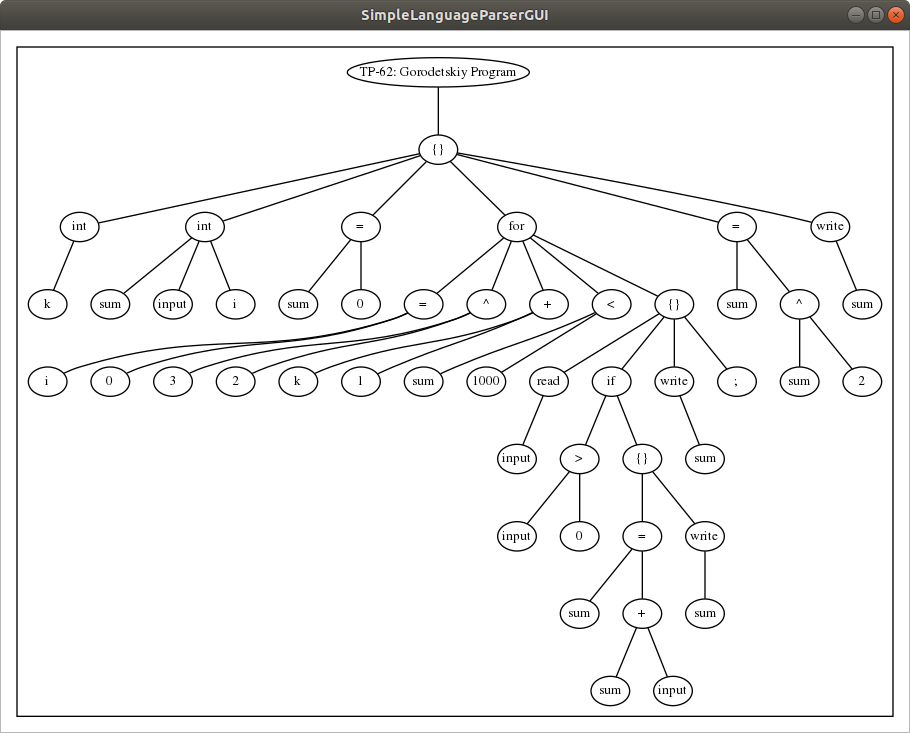 SimpleLanguageParserGUI
TP-62: Gorodetskiy Program
{}
int int = for = write
k sum input i sum 0 = ^ + < {} sum ^ sum
i 0 3 2 k 1 sum 1000 read if write ; sum 2
input > {} sum
input 0 = write
sum + sum
sum input